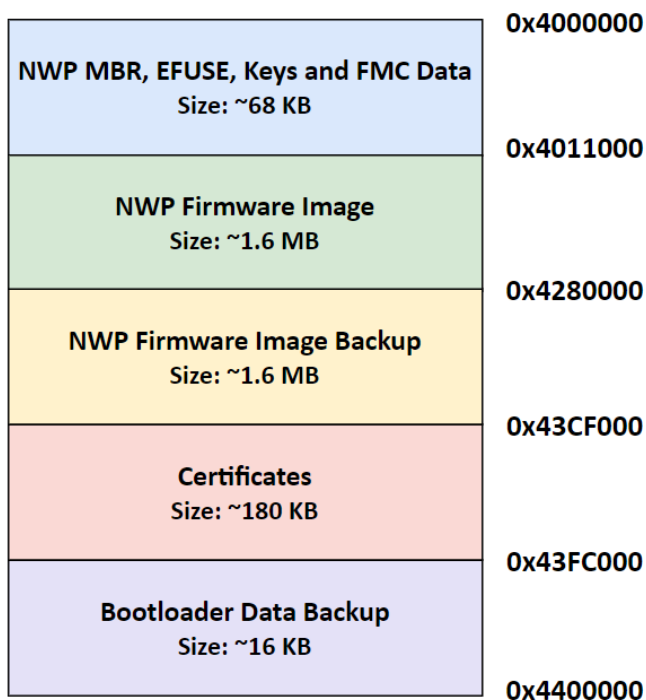 0x4000000
NWP MBR, EFUSE, Keys and FMC Data
Size: ~68 KB
0x4011000
NWP Firmware Image
Size: ~1.6 MB
0x4280000
NWP Firmware Image Backup
Size: ~1.6 MB
0x43CF000
Certificates
Size: ~180 KB
0x43FC000
Bootloader Data Backup
Size: ~16 KB
0x4400000